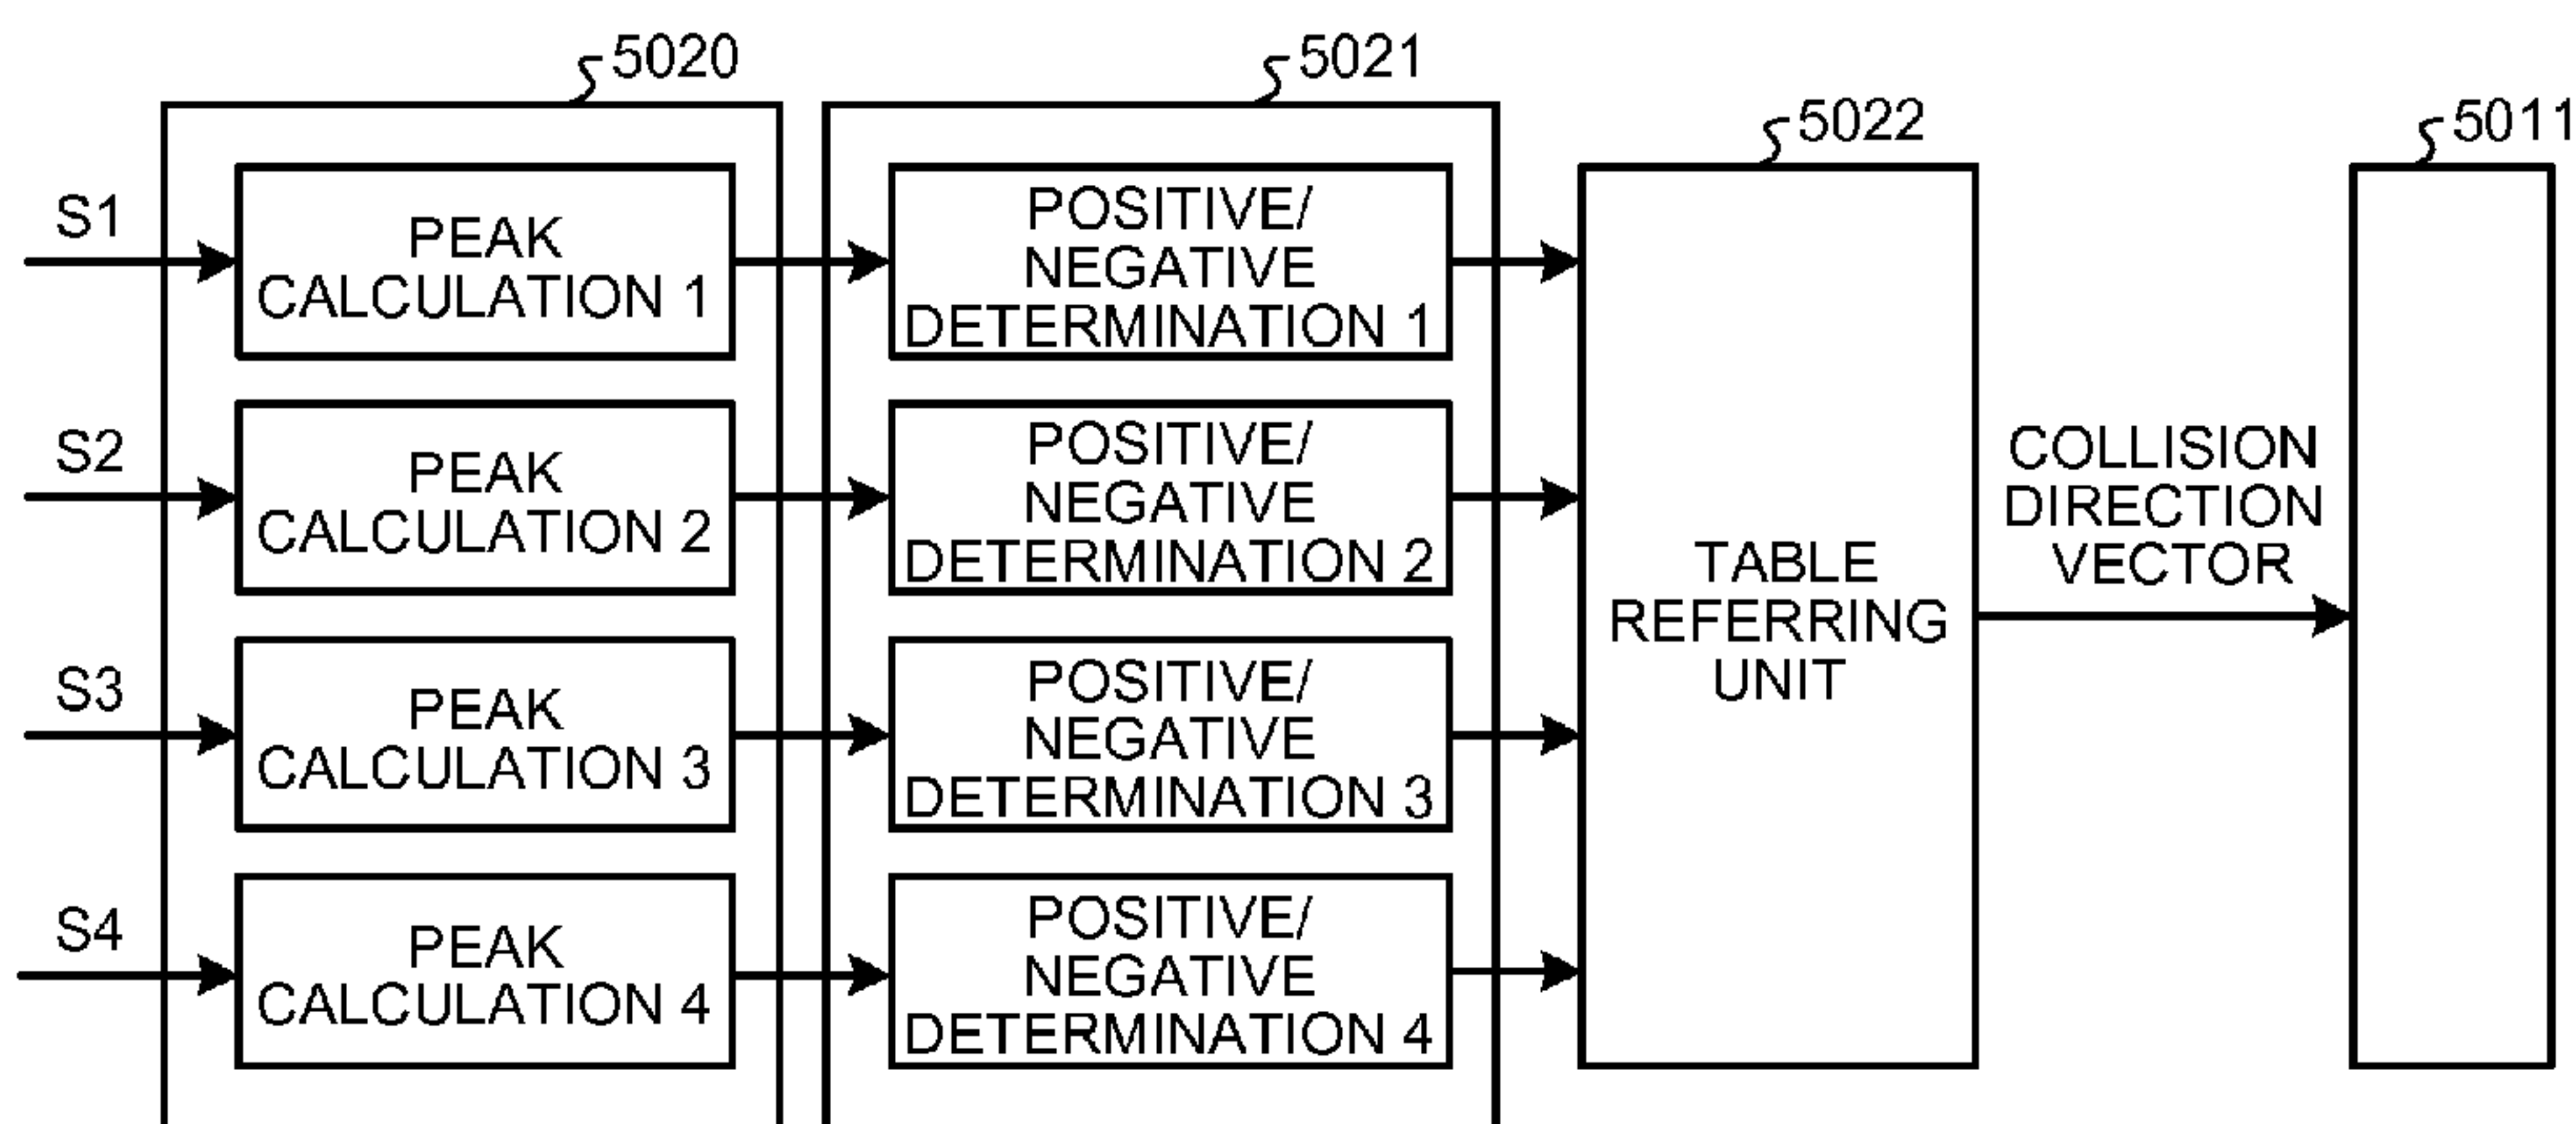 5020
5021
5022
5011
S1
PEAK
CALCULATION 1
POSITIVE/
NEGATIVE
DETERMINATION 1
S2
PEAK
CALCULATION 2
POSITIVE/
NEGATIVE
DETERMINATION 2
S3
PEAK
CALCULATION 3
POSITIVE/
NEGATIVE
DETERMINATION 3
S4
PEAK
CALCULATION 4
POSITIVE/
NEGATIVE
DETERMINATION 4
TABLE
REFERRING
UNIT
COLLISION
DIRECTION
VECTOR